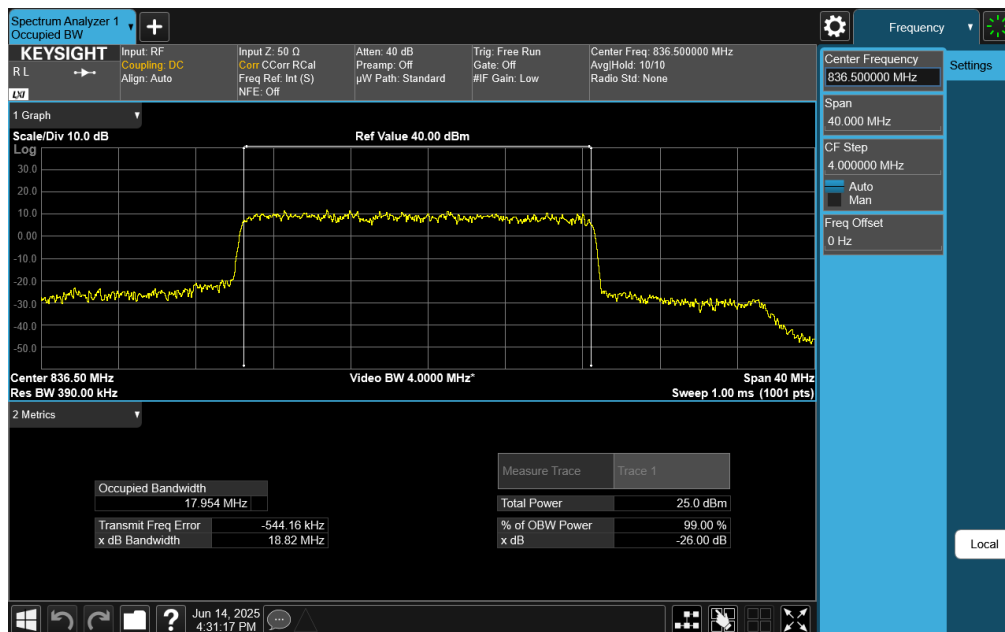 Spectrum Analyzer 1
Occupied BW
Frequency
KEYSIGHT
R L
LXI
Input: RF
Coupling: DC
Align: Auto
Input Z: 50 Ω
Corr CCorr RCal
Freq Ref: Int (S)
NFE: Off
Atten: 40 dB
Preamp: Off
µW Path: Standard
Trig: Free Run
Gate: Off
#IF Gain: Low
Center Freq: 836.500000 MHz
Avg|Hold: 10/10
Radio Std: None
Center Frequency
836.500000 MHz
Settings
Span
40.000 MHz
CF Step
4.000000 MHz
Auto
Man
Freq Offset
0 Hz
Local
1 Graph
Scale/Div 10.0 dB
Ref Value 40.00 dBm
Log
30.0
20.0
10.0
0.00
-10.0
-20.0
-30.0
-40.0
-50.0
Center 836.50 MHz
Video BW 4.0000 MHz*
Span 40 MHz
Res BW 390.00 kHz
Sweep 1.00 ms (1001 pts)
2 Metrics
Measure Trace
Trace 1
Occupied Bandwidth
17.954 MHz
Total Power
25.0 dBm
Transmit Freq Error
-544.16 kHz
% of OBW Power
99.00 %
x dB Bandwidth
18.82 MHz
x dB
-26.00 dB
?
Jun 14, 2025
4:31:17 PM